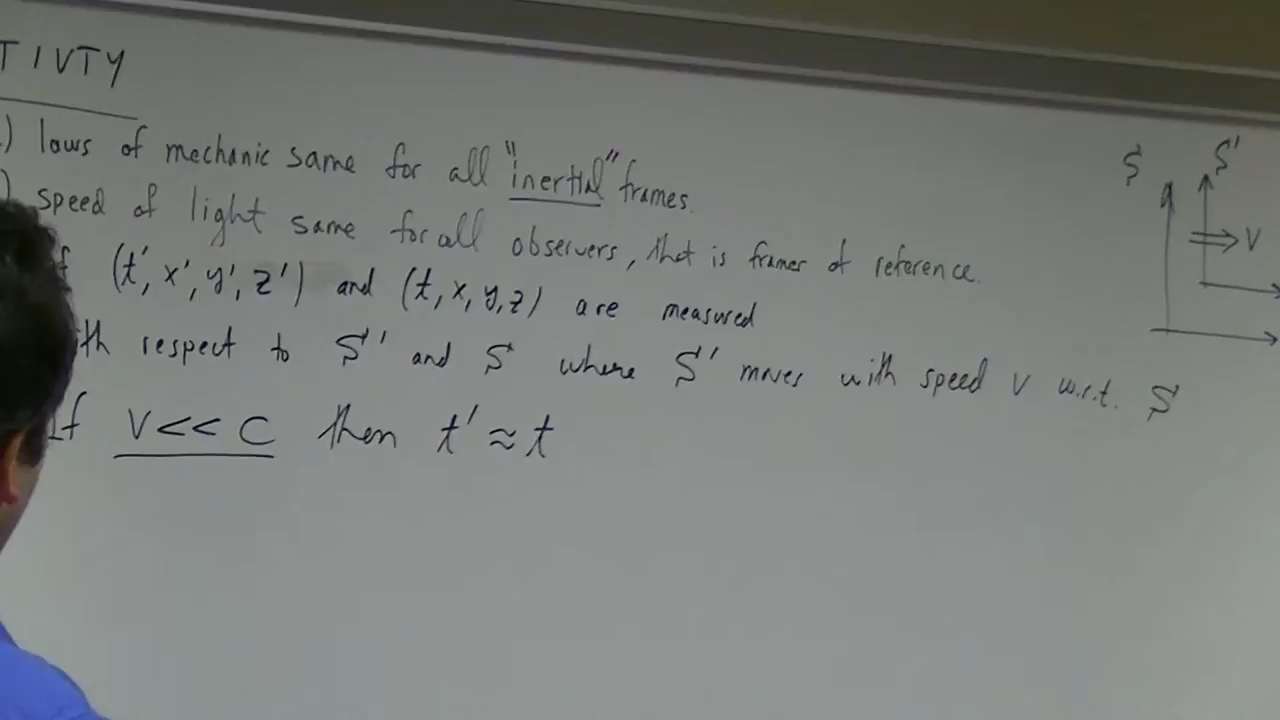 TIVTY
.) laws of mechanic same for all "inertial" frames.
) speed of light same for all observers, that is frames of reference.
f (t', x', y', z') and (t, x, y, z) are measured
th respect to S' and S where S' moves with speed v w.r.t. S
If v << c then t' ≈ t
S S'
V